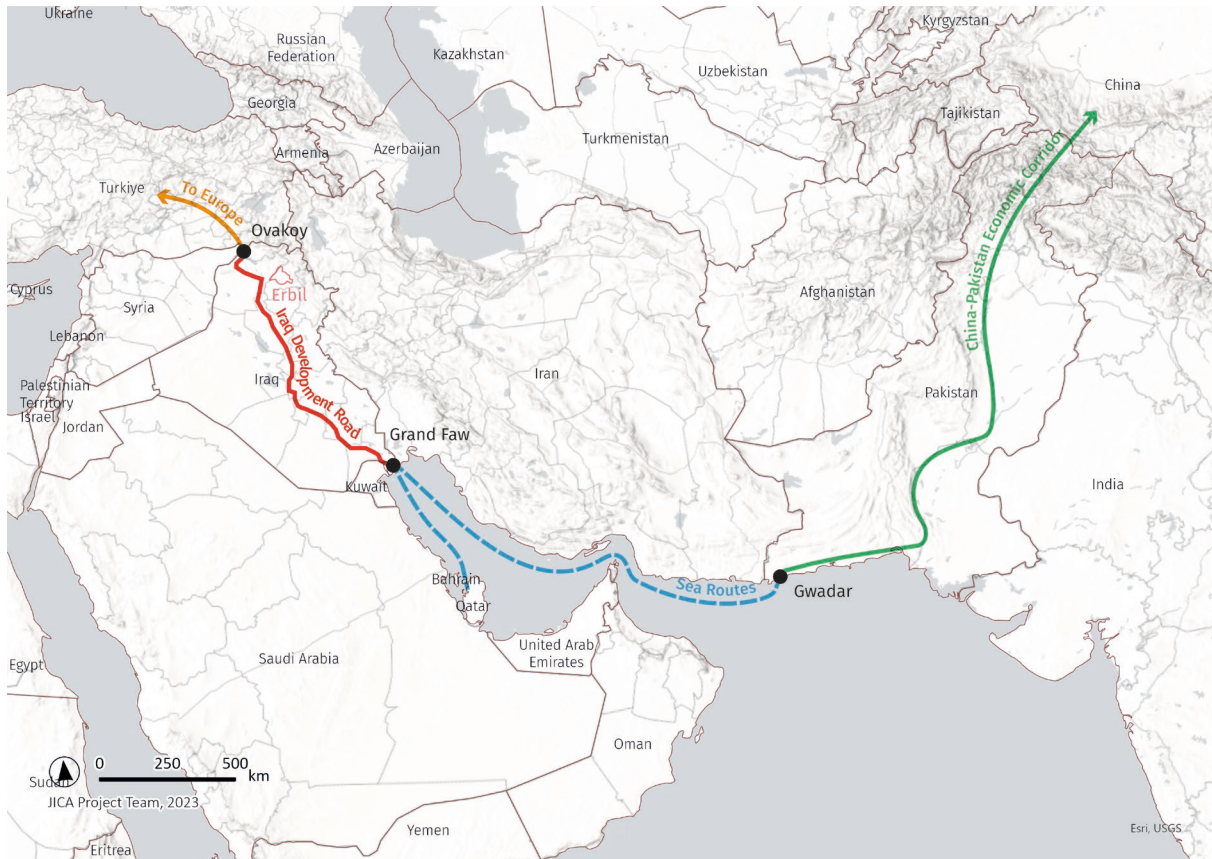 Ukraine
Russian
Federation
Kazakhstan
Kyrgyzstan
Uzbekistan
China
Georgia
Tajikistan
Armenia
Azerbaijan
Turkmenistan
Turkiye
To Europe
Ovakoy
China-Pakistan Economic Corridor
Erbil
Cyprus
Syria
Afghanistan
Lebanon
Iraq Development Road
Iraq
Iran
Palestinian
Territory
Israel
Pakistan
Jordan
Grand Faw
Kuwait
India
Bahrain
Qatar
Sea Routes
Gwadar
United Arab
Emirates
Egypt
Saudi Arabia
Oman
0 250 500
km
Sudan
JICA Project Team, 2023
Yemen
Esri, USGS
Eritrea